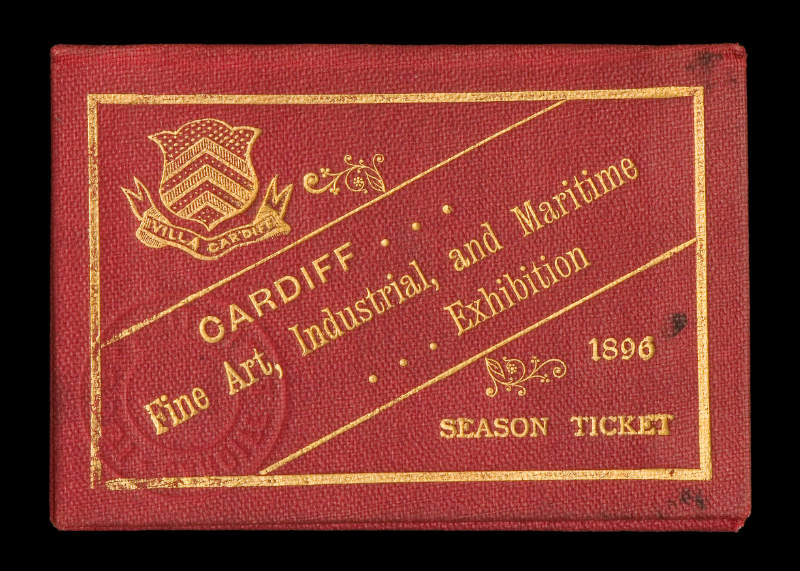 VILLA CARDIFF
CARDIFF . . .
Fine Art, Industrial, and Maritime
. . . Exhibition
1896
SEASON TICKET